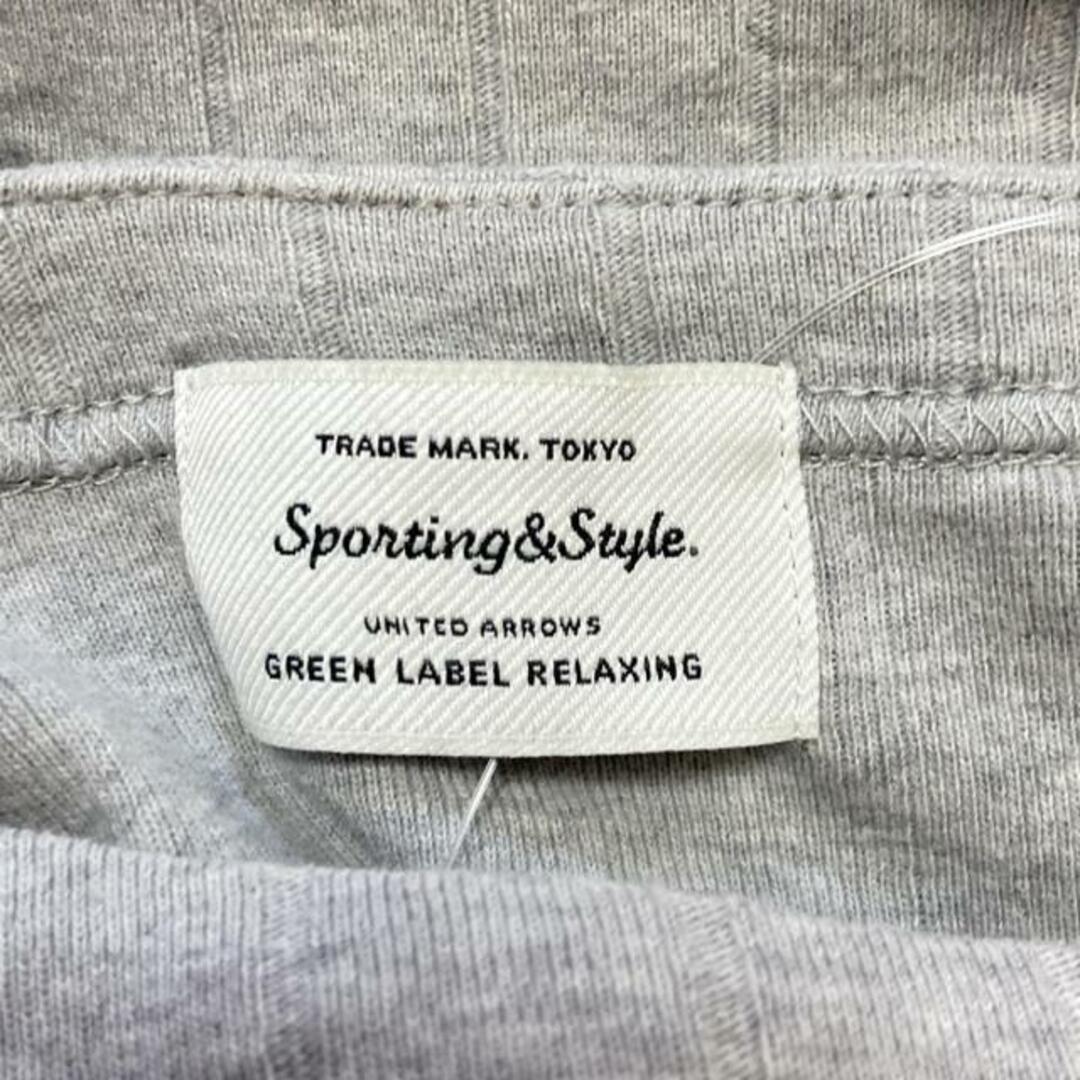 TRADE MARK. TOKYO
Sporting&Style.
UNITED ARROWS
GREEN LABEL RELAXING